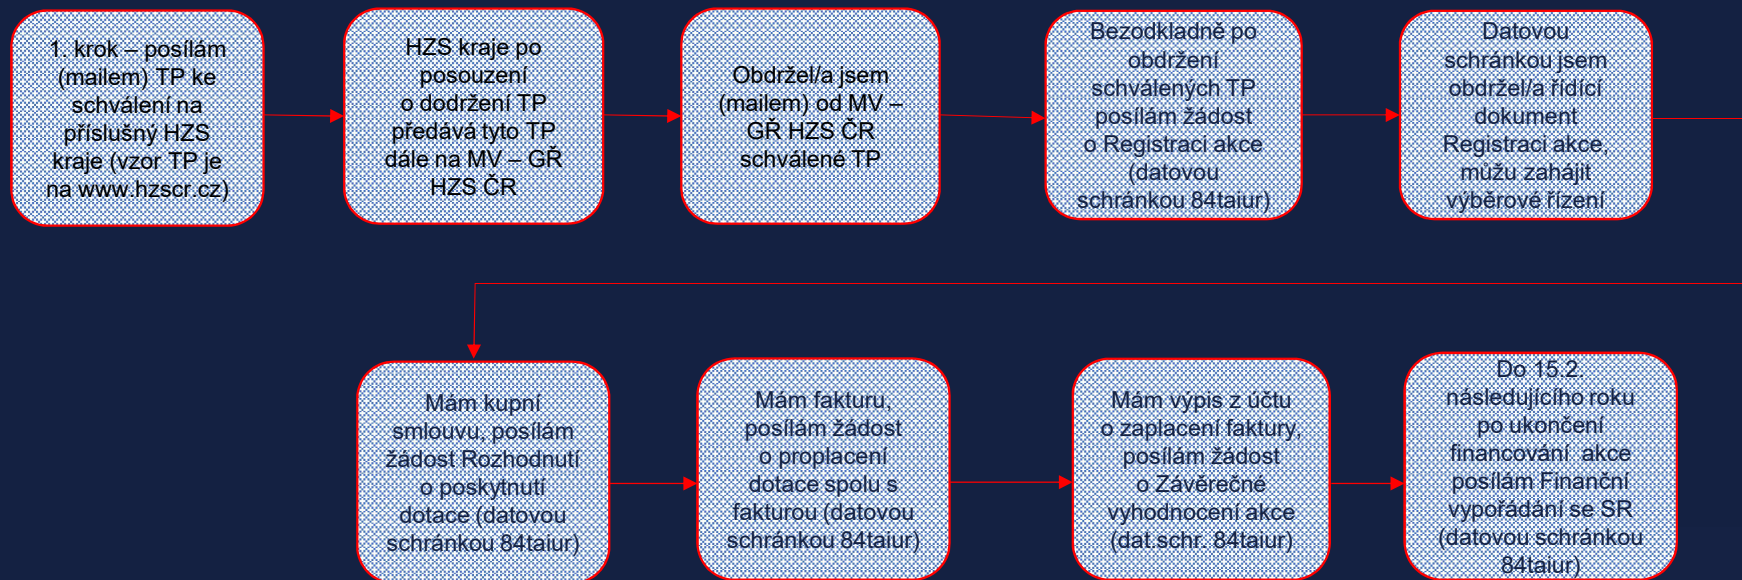 1. krok – posílám
(mailem) TP ke
schválení na
příslušný HZS
kraje (vzor TP je
na www.hzscr.cz)
HZS kraje po
posouzení
o dodržení TP
předává tyto TP
dále na MV – GŘ
HZS ČR
Obdržel/a jsem
(mailem) od MV –
GŘ HZS ČR
schválené TP
Bezodkladně po
obdržení
schválených TP
posílám žádost
o Registraci akce
(datovou
schránkou 84taiur)
Datovou
schránkou jsem
obdržel/a řídící
dokument
Registraci akce,
můžu zahájit
výběrové řízení
Mám kupní
smlouvu, posílám
žádost Rozhodnutí
o poskytnutí
dotace (datovou
schránkou 84taiur)
Mám fakturu,
posílám žádost
o proplacení
dotace spolu s
fakturou (datovou
schránkou 84taiur)
Mám výpis z účtu
o zaplacení faktury,
posílám žádost
o Závěrečné
vyhodnocení akce
(dat.schr. 84taiur)
Do 15.2.
následujícího roku
po ukončení
financování  akce
posílám Finanční
vypořádání se SR
(datovou schránkou
84taiur)